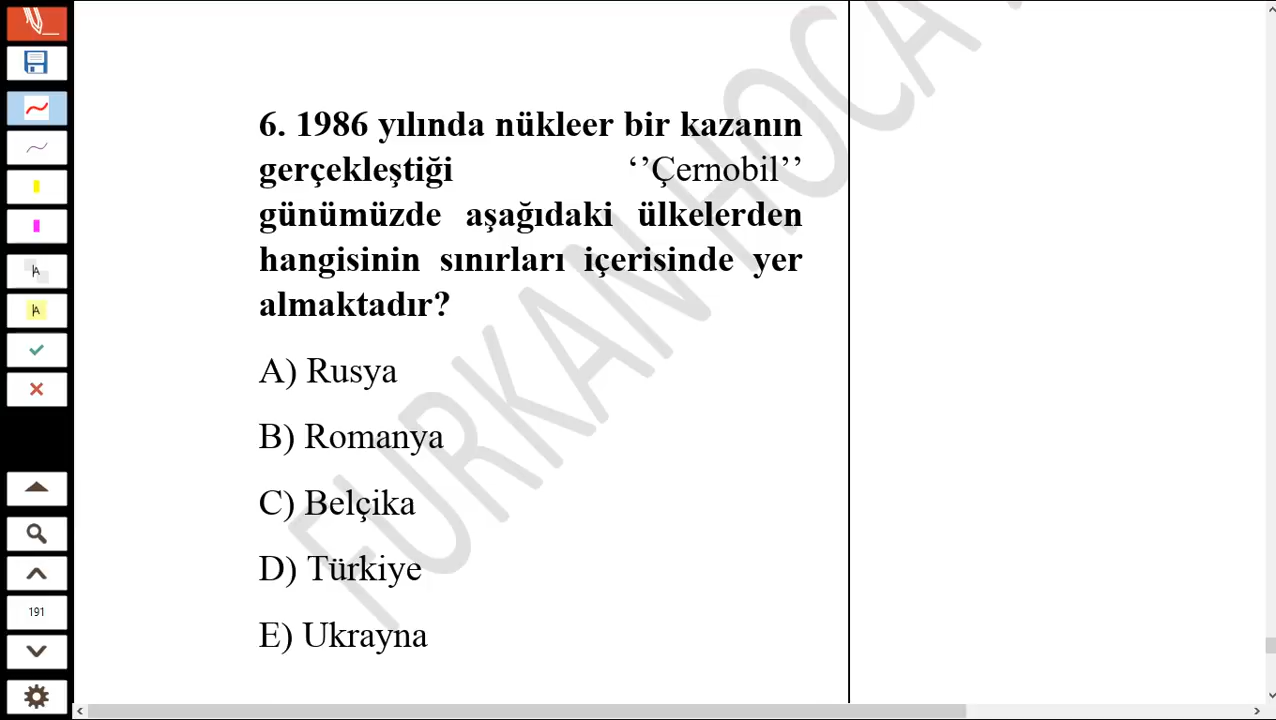 6. 1986 yılında nükleer bir kazanın
gerçekleştiği ‘’Çernobil’’
günümüzde aşağıdaki ülkelerden
hangisinin sınırları içerisinde yer
almaktadır?
A) Rusya
B) Romanya
C) Belçika
D) Türkiye
E) Ukrayna
FURKAN HOCA
A
A
191